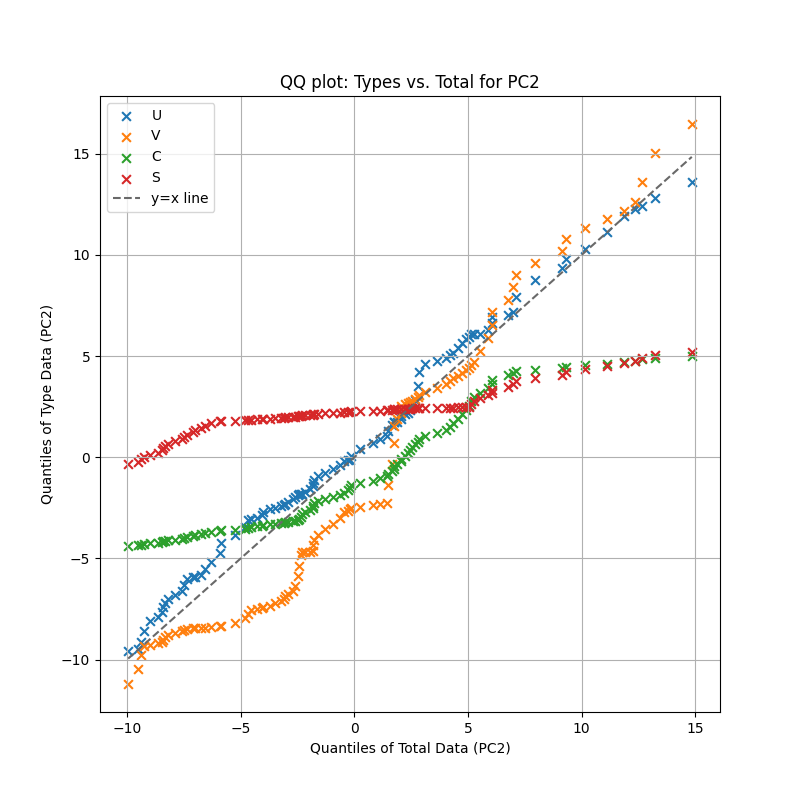 QQ plot: Types vs. Total for PC2
U
V
C
S
y=x line
Quantiles of Type Data (PC2)
15
10
5
0
−5
−10
−10 −5 0 5 10 15
Quantiles of Total Data (PC2)